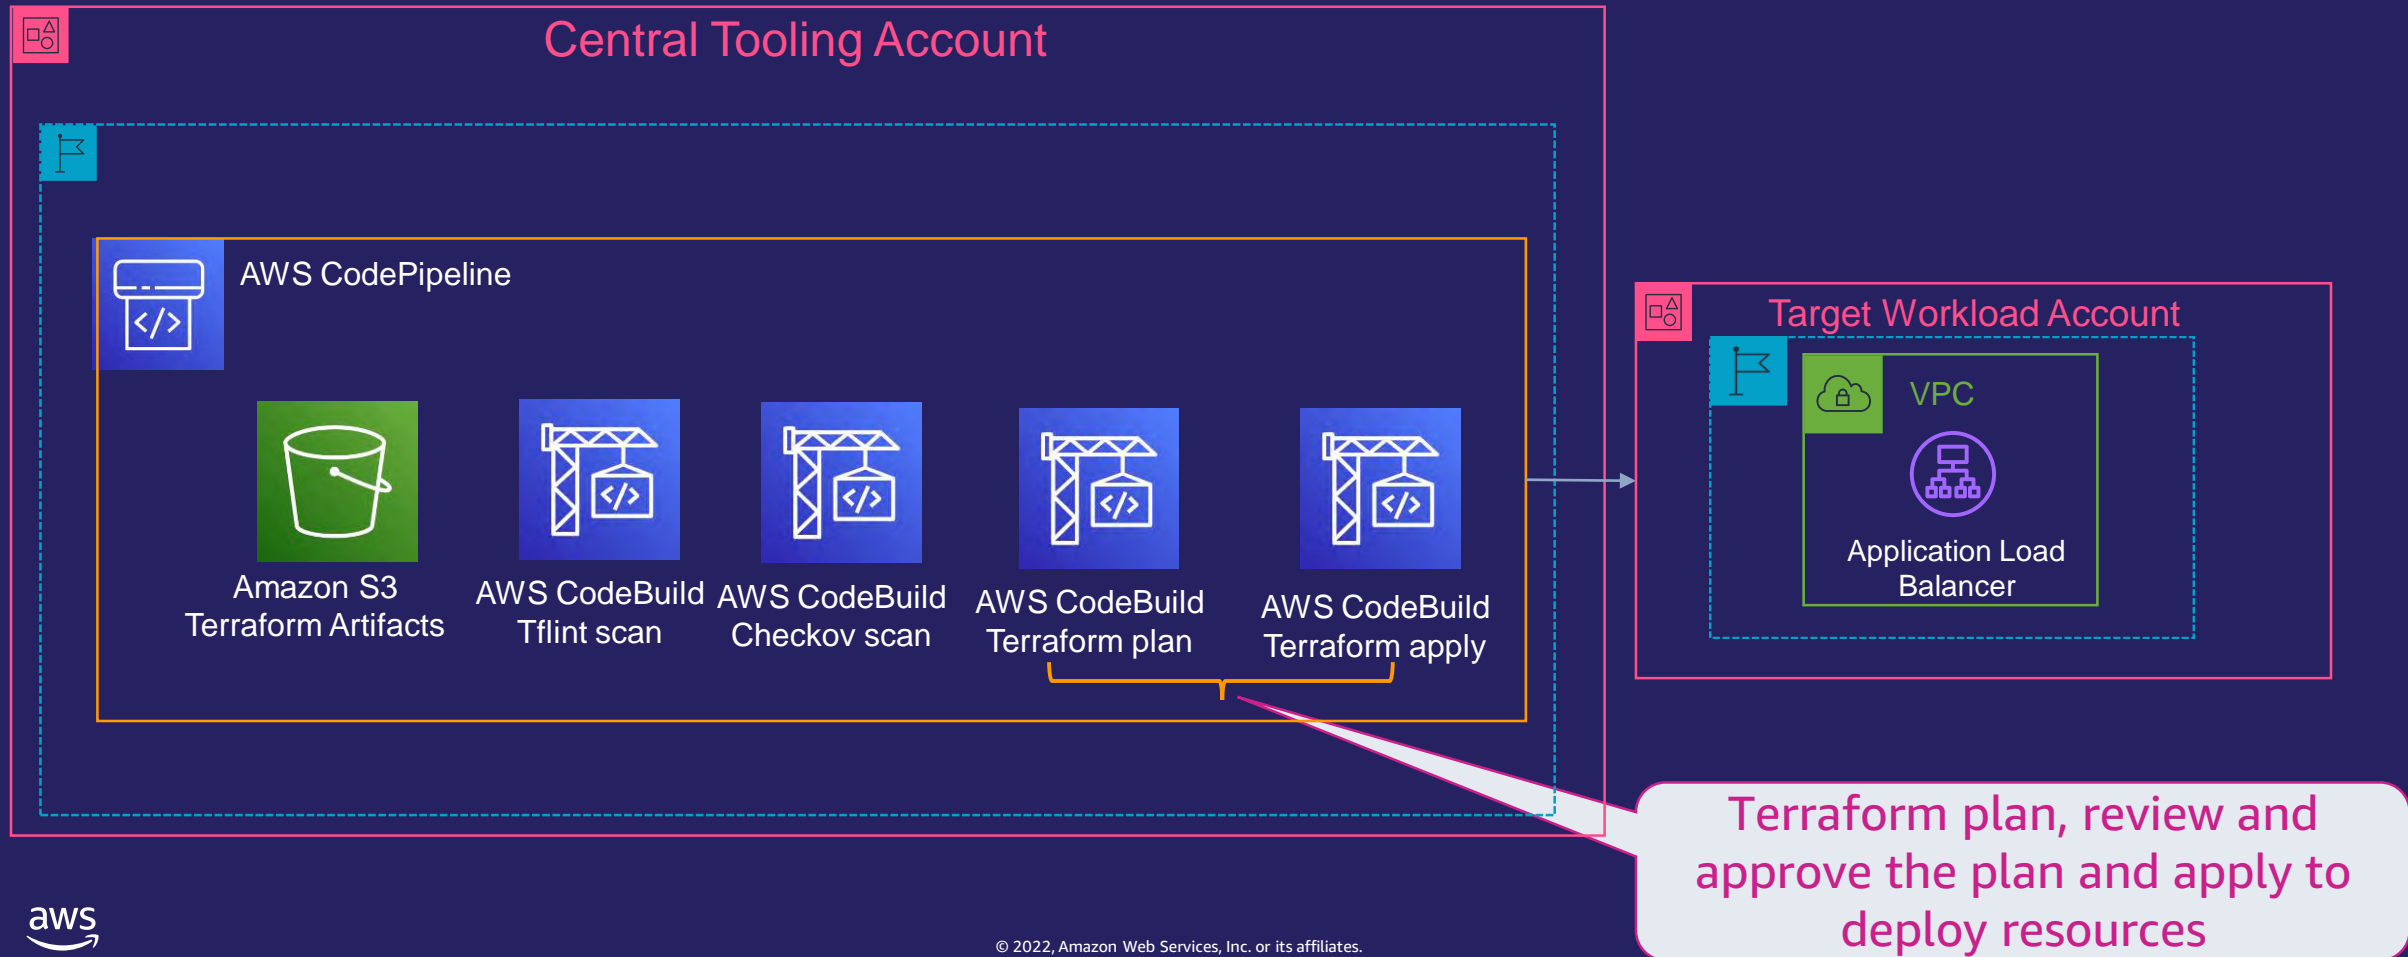 Central Tooling Account
AWS CodePipeline
</>
Amazon S3
Terraform Artifacts
</>
AWS CodeBuild
Tflint scan
</>
AWS CodeBuild
Checkov scan
</>
AWS CodeBuild
Terraform plan
</>
AWS CodeBuild
Terraform apply
Target Workload Account
VPC
Application Load
Balancer
Terraform plan, review and
approve the plan and apply to
deploy resources
aws
© 2022, Amazon Web Services, Inc. or its affiliates.